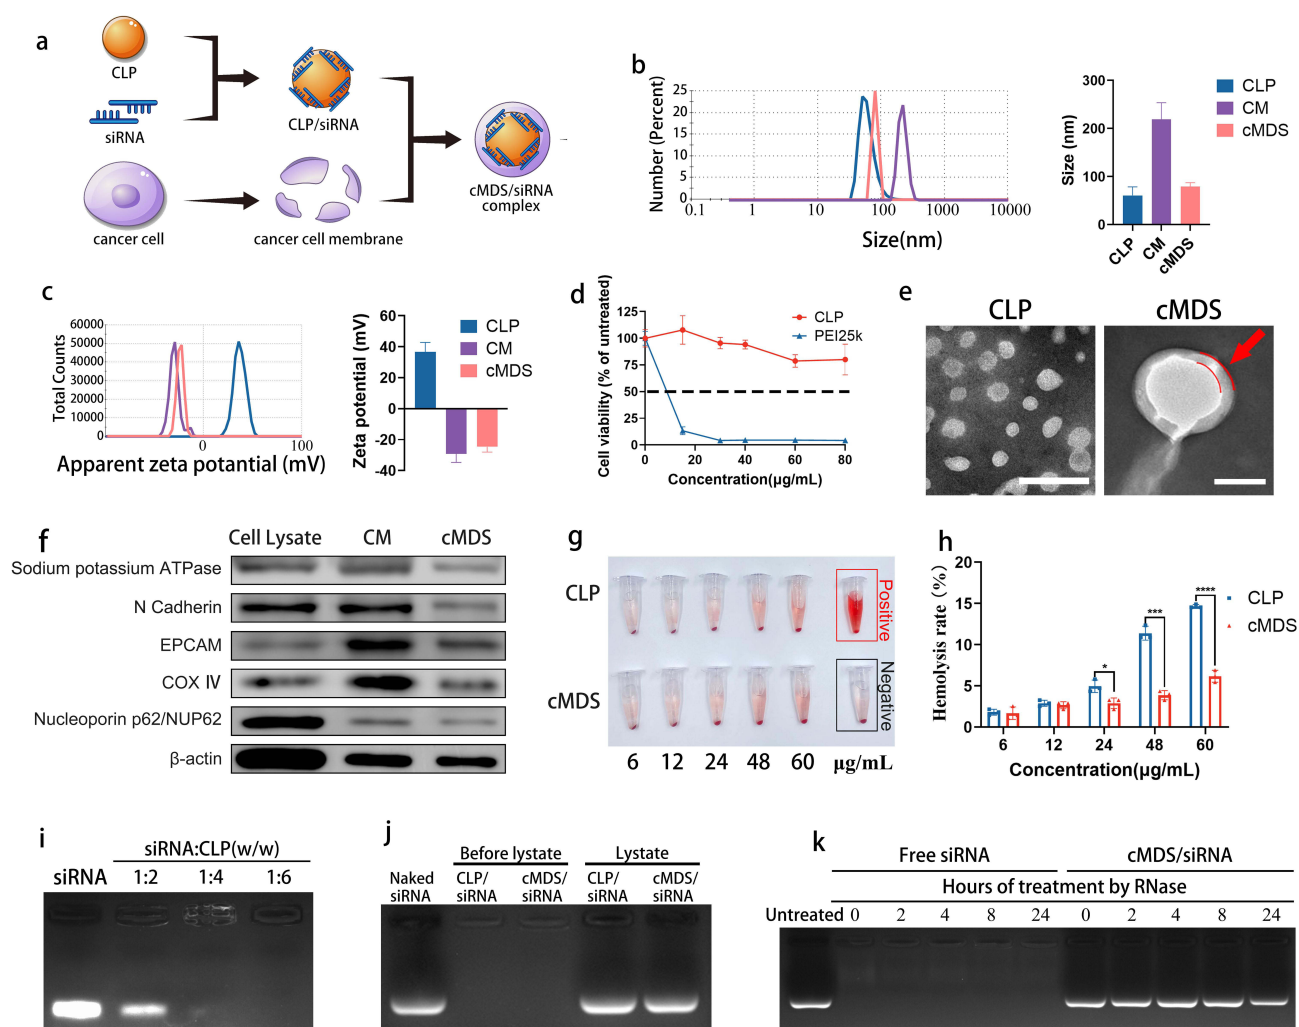 a
CLP
siRNA
CLP/siRNA
cMDS/siRNA
complex
cancer cell
cancer cell membrane
b
Number (Percent)
25
20
15
10
5
0
0.1
1
10
100
1000
10000
Size(nm)
Size (nm)
300
200
100
0
CLP
CM
cMDS
CLP
CM
cMDS
c
Total Counts
60000
50000
40000
30000
20000
10000
0
0
100
Apparent zeta potantial (mV)
Zeta potential (mV)
60
40
20
0
-20
-40
CLP
CM
cMDS
d
Cell viability (% of untreated)
125
100
75
50
25
0
0
20
40
60
80
Concentration(μg/mL)
CLP
PEI25k
e
CLP
cMDS
f
Cell Lysate CM cMDS
Sodium potassium ATPase
N Cadherin
EPCAM
COX IV
Nucleoporin p62/NUP62
β-actin
g
CLP
Positive
cMDS
Negative
6 12 24 48 60 μg/mL
h
Hemolysis rate (%)
20
15
10
5
0
6 12 24 48 60
Concentration(μg/mL)
*
***
****
CLP
cMDS
i
siRNA:CLP(w/w)
siRNA 1:2 1:4 1:6
j
Before lystate Lystate
Naked siRNA
CLP/ siRNA
cMDS/ siRNA
CLP/ siRNA
cMDS/ siRNA
k
Free siRNA cMDS/siRNA
Hours of treatment by RNase
Untreated 0 2 4 8 24 0 2 4 8 24